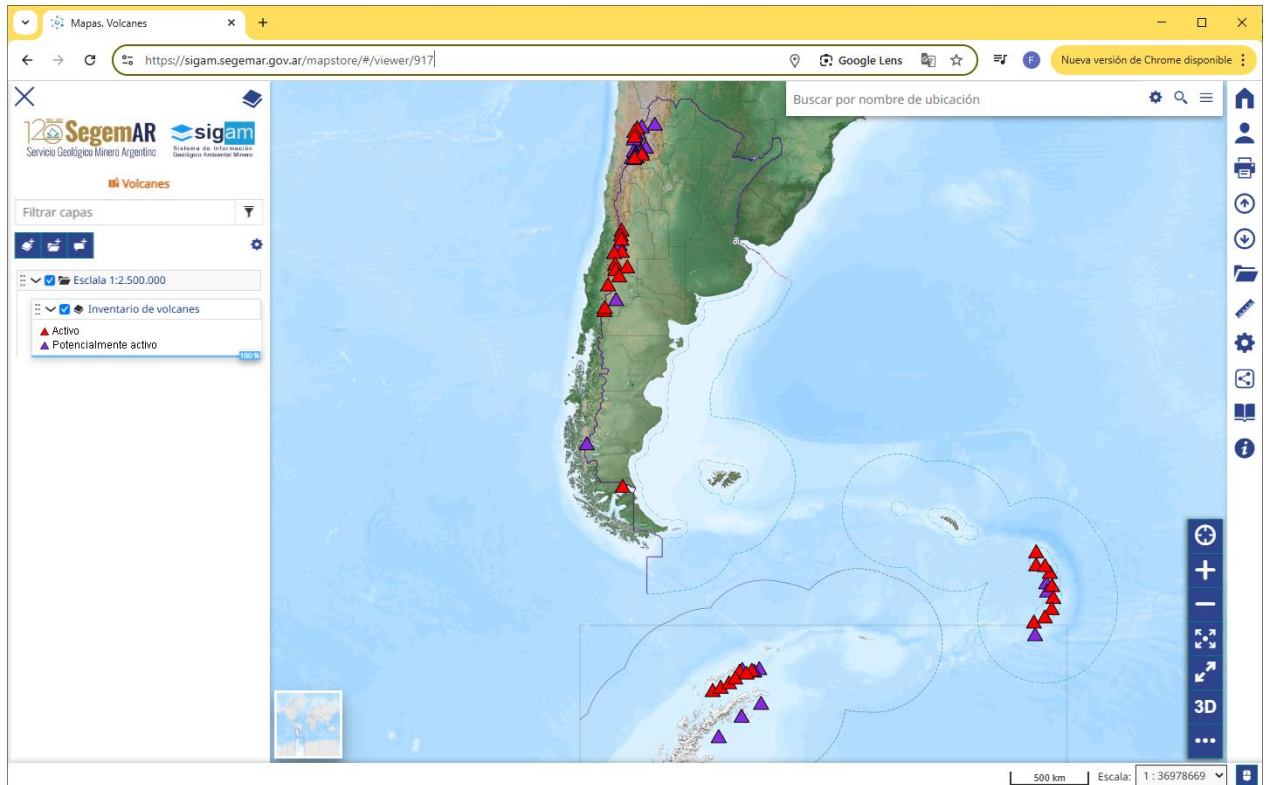 Mapas. Volcanes
https://sigam.segemar.gov.ar/mapstore/#/viewer/917
Google Lens
F
Nueva versión de Chrome disponible
120 SegemAR
Servicio Geológico Minero Argentino
sigam
Sistema de Información
Geológico Ambiental Minero
Volcanes
Filtrar capas
Esclala 1:2.500.000
Inventario de volcanes
Activo
Potencialmente activo
100 %
Buscar por nombre de ubicación
3D
500 km
Escala:
1 : 36978669